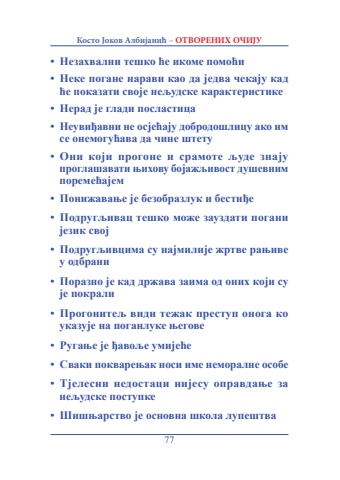 Косто Јоков Албијанић – ОТВОРЕНИХ ОЧИЈУ
• Незахвални тешко ће икоме помоћи
• Неке погане нарави као да једва чекају кад
ће показати своје нељудске карактеристике
• Нерад је глади посластица
• Неувиђавни не осјећају добродошлицу ако им
се онемогућава да чине штету
• Они који прогоне и срамоте људе знају
проглашавати њихову бојажљивост душевним
поремећајем
• Понижавање је безобразлук и бестиђе
• Подругљивац тешко може зауздати погани
језик свој
• Подругљивцима су најмилије жртве рањиве
у одбрани
• Поразно је кад држава заима од оних који су
је покрали
• Прогонитељ види тежак преступ онога ко
указује на поганлуке његове
• Ругање је ђавоље умијеће
• Сваки покварењак носи име неморалне особе
• Тјелесни недостаци нијесу оправдање за
нељудске поступке
• Шишњарство је основна школа лупештва
77